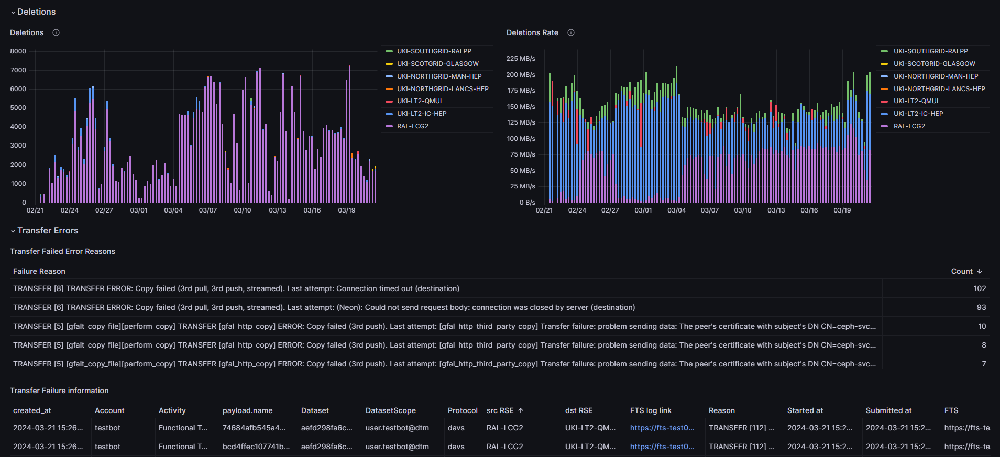 Deletions
Deletions
8000
7000
6000
5000
4000
3000
2000
1000
0
02/21 02/24 02/27 03/01 03/04 03/07 03/10 03/13 03/16 03/19
UKI-SOUTHGRID-RALPP
UKI-SCOTGRID-GLASGOW
UKI-NORTHGRID-MAN-HEP
UKI-NORTHGRID-LANCS-HEP
UKI-LT2-QMUL
UKI-LT2-IC-HEP
RAL-LCG2
Deletions Rate
225 MB/s
200 MB/s
175 MB/s
150 MB/s
125 MB/s
100 MB/s
75 MB/s
50 MB/s
25 MB/s
0 B/s
02/21 02/24 02/27 03/01 03/04 03/07 03/10 03/13 03/16 03/19
UKI-SOUTHGRID-RALPP
UKI-SCOTGRID-GLASGOW
UKI-NORTHGRID-MAN-HEP
UKI-NORTHGRID-LANCS-HEP
UKI-LT2-QMUL
UKI-LT2-IC-HEP
RAL-LCG2
Transfer Errors
Transfer Failed Error Reasons
Failure Reason Count ↓
TRANSFER [8] TRANSFER ERROR: Copy failed (3rd pull, 3rd push, streamed). Last attempt: Connection timed out (destination) 102
TRANSFER [6] TRANSFER ERROR: Copy failed (3rd pull, 3rd push, streamed). Last attempt: (Neon): Could not send request body: connection was closed by server (destination) 93
TRANSFER [5] [gfalt_copy_file][perform_copy] TRANSFER [gfal_http_copy] ERROR: Copy failed (3rd push). Last attempt: [gfal_http_third_party_copy] Transfer failure: problem sending data: The peer's certificate with subject's DN CN=ceph-svc... 10
TRANSFER [5] [gfalt_copy_file][perform_copy] TRANSFER [gfal_http_copy] ERROR: Copy failed (3rd push). Last attempt: [gfal_http_third_party_copy] Transfer failure: problem sending data: The peer's certificate with subject's DN CN=ceph-svc... 8
TRANSFER [5] [gfalt_copy_file][perform_copy] TRANSFER [gfal_http_copy] ERROR: Copy failed (3rd push). Last attempt: [gfal_http_third_party_copy] Transfer failure: problem sending data: The peer's certificate with subject's DN CN=ceph-svc... 7
Transfer Failure information
created_at Account Activity payload.name Dataset DatasetScope Protocol src RSE ↑ dst RSE FTS log link Reason Started at Submitted at FTS
2024-03-21 15:26... testbot Functional T... 74684afb545a4... aefd298fa6c... user.testbot@dtm davs RAL-LCG2 UKI-LT2-QM... https://fts-test0... TRANSFER [112] ... 2024-03-21 15:2... 2024-03-21 15:2... https://fts-te
2024-03-21 15:26... testbot Functional T... bcd4ffec107741b... aefd298fa6c... user.testbot@dtm davs RAL-LCG2 UKI-LT2-QM... https://fts-test0... TRANSFER [112] ... 2024-03-21 15:2... 2024-03-21 15:2... https://fts-te